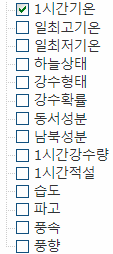 1시간기온
일최고기온
일최저기온
하늘상태
강수형태
강수확률
동서성분
남북성분
1시간강수량
1시간적설
습도
파고
풍속
풍향